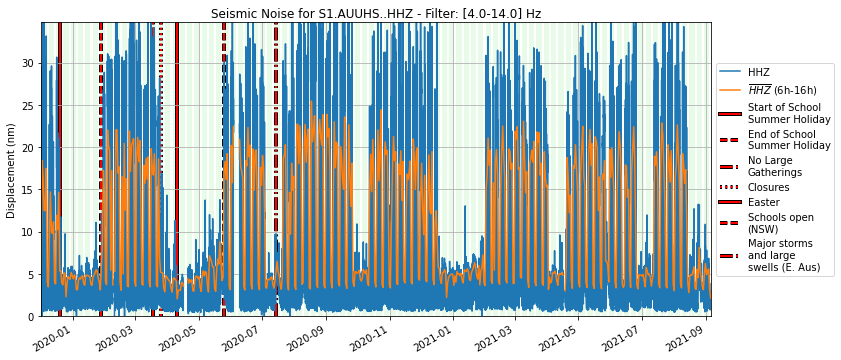 Seismic Noise for S1.AUUHS..HHZ - Filter: [4.0-14.0] Hz
Displacement (nm)
30
25
20
15
10
5
0
2020-01
2020-03
2020-05
2020-07
2020-09
2020-11
2021-01
2021-03
2021-05
2021-07
2021-09
HHZ
HHZ (6h-16h)
Start of School
Summer Holiday
End of School
Summer Holiday
No Large
Gatherings
Closures
Easter
Schools open
(NSW)
Major storms
and large
swells (E. Aus)